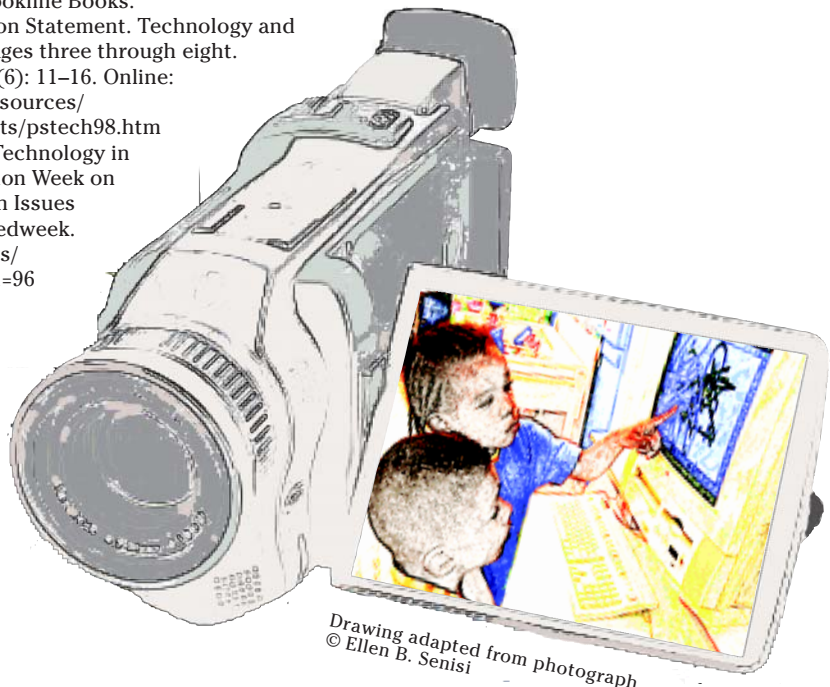 okline Books.
on Statement. Technology and
ges three through eight.
(6): 11–16. Online:
sources/
ts/pstech98.htm
Technology in
on Week on
n Issues
edweek.
s/
=96
Drawing adapted from photograph
© Ellen B. Senisi